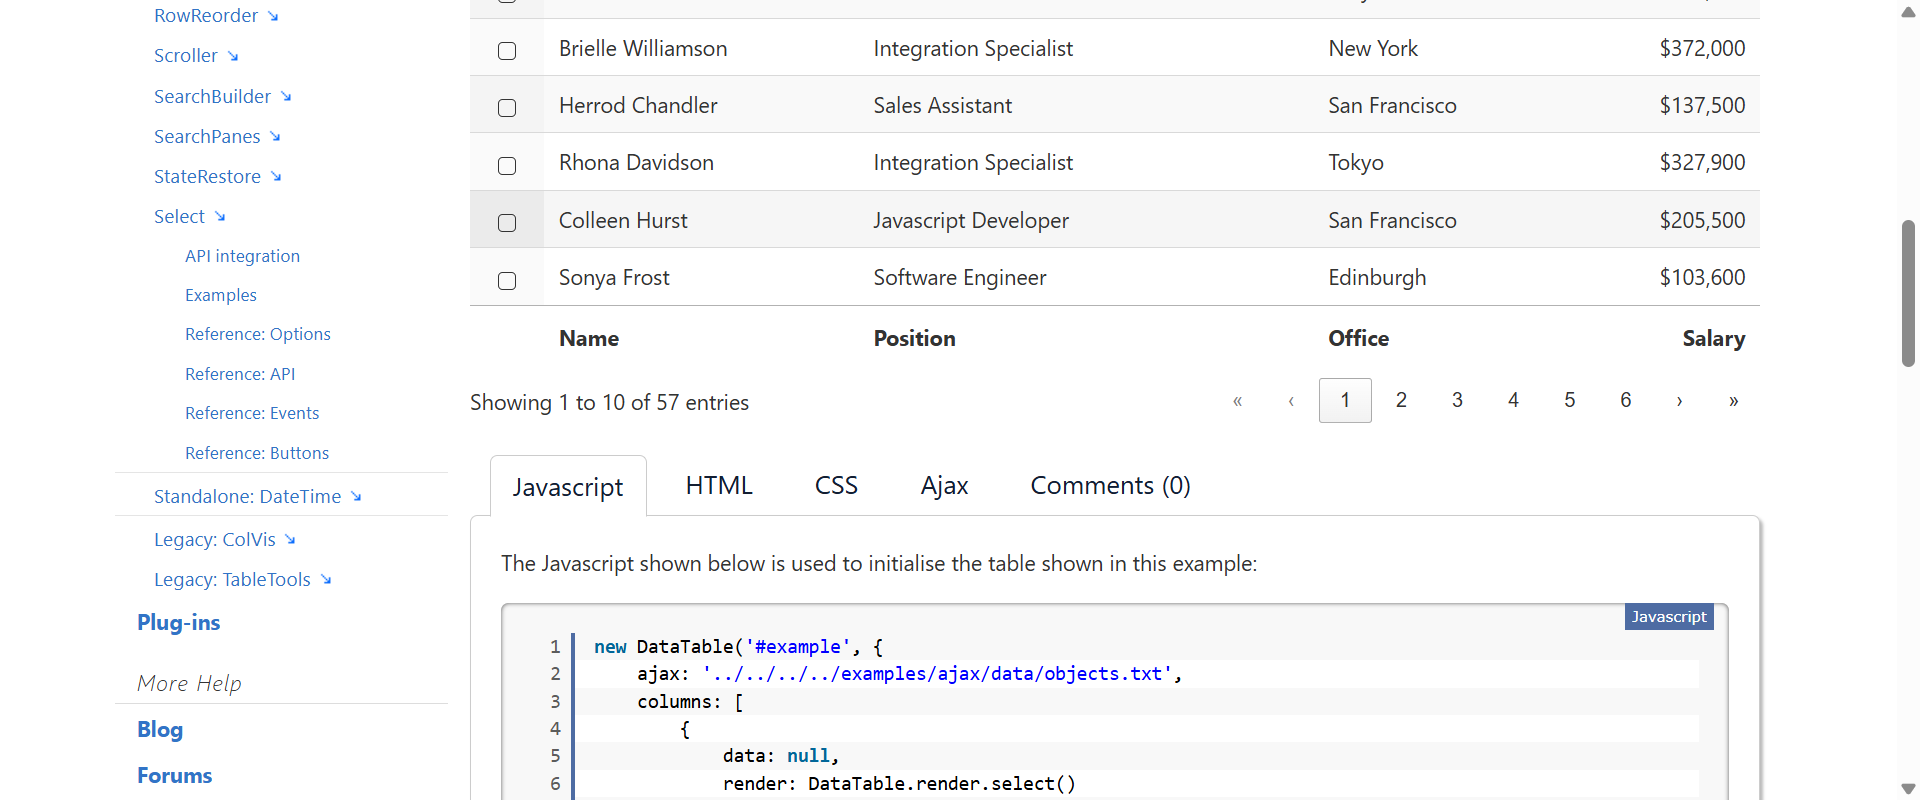 RowReorder
Scroller
SearchBuilder
SearchPanes
StateRestore
Select
API integration
Examples
Reference: Options
Reference: API
Reference: Events
Reference: Buttons
Standalone: DateTime
Legacy: ColVis
Legacy: TableTools
Plug-ins
More Help
Blog
Forums
Brielle Williamson Integration Specialist New York $372,000
Herrod Chandler Sales Assistant San Francisco $137,500
Rhona Davidson Integration Specialist Tokyo $327,900
Colleen Hurst Javascript Developer San Francisco $205,500
Sonya Frost Software Engineer Edinburgh $103,600
Name Position Office Salary
Showing 1 to 10 of 57 entries « ‹ 1 2 3 4 5 6 › »
Javascript HTML CSS Ajax Comments (0)
The Javascript shown below is used to initialise the table shown in this example:
Javascript
1 new DataTable('#example', {
2 ajax: '../../../../examples/ajax/data/objects.txt',
3 columns: [
4 {
5 data: null,
6 render: DataTable.render.select()